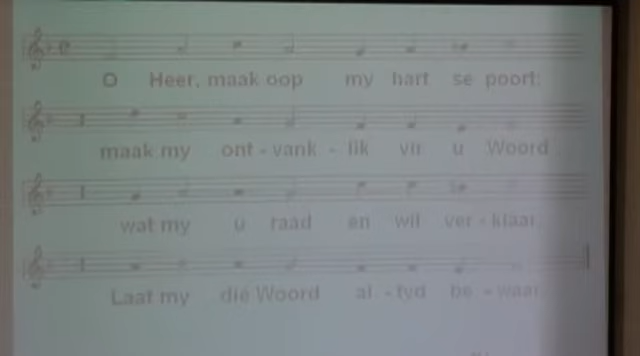 O Heer, maak oop my hart se poort;
maak my ont - vank - lik vir u Woord
wat my u raad en wil ver - klaar.
Laat my die Woord al - tyd be - waar.